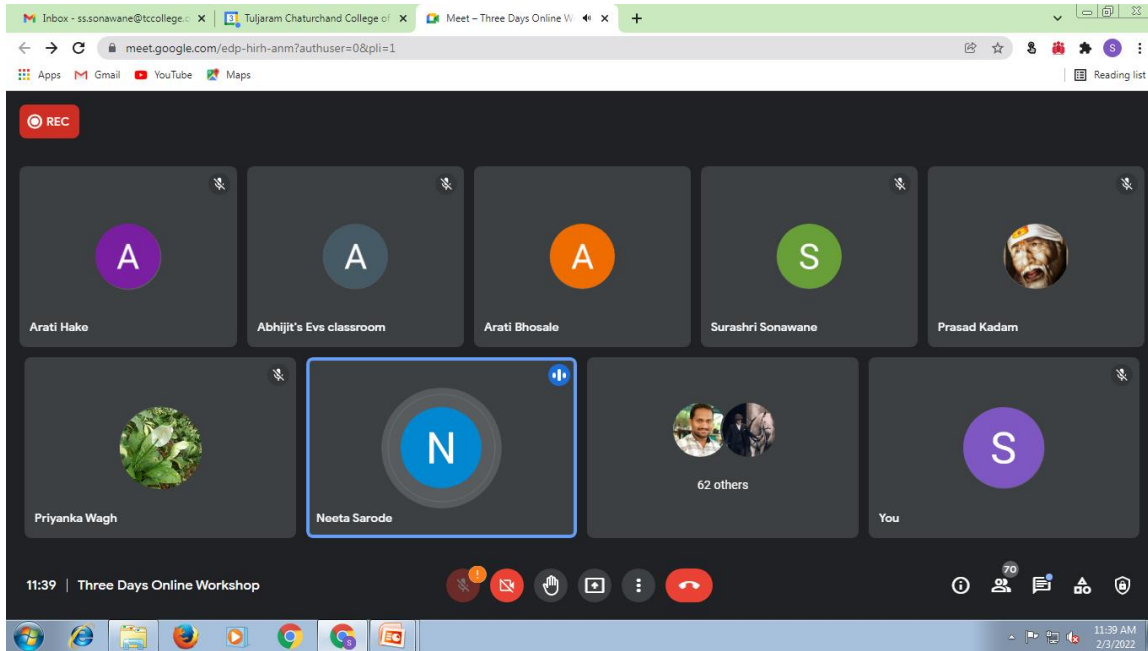 Inbox - ss.sonawane@tccollege.c
Tuljaram Chaturchand College of
Meet – Three Days Online W
meet.google.com/edp-hirh-anm?authuser=0&pli=1
S
Apps Gmail YouTube Maps Reading list
REC
A A A S
Arati Hake Abhijit's Evs classroom Arati Bhosale Surashri Sonawane Prasad Kadam
N S
62 others
Priyanka Wagh Neeta Sarode You
70
11:39 | Three Days Online Workshop
11:39 AM
2/3/2022